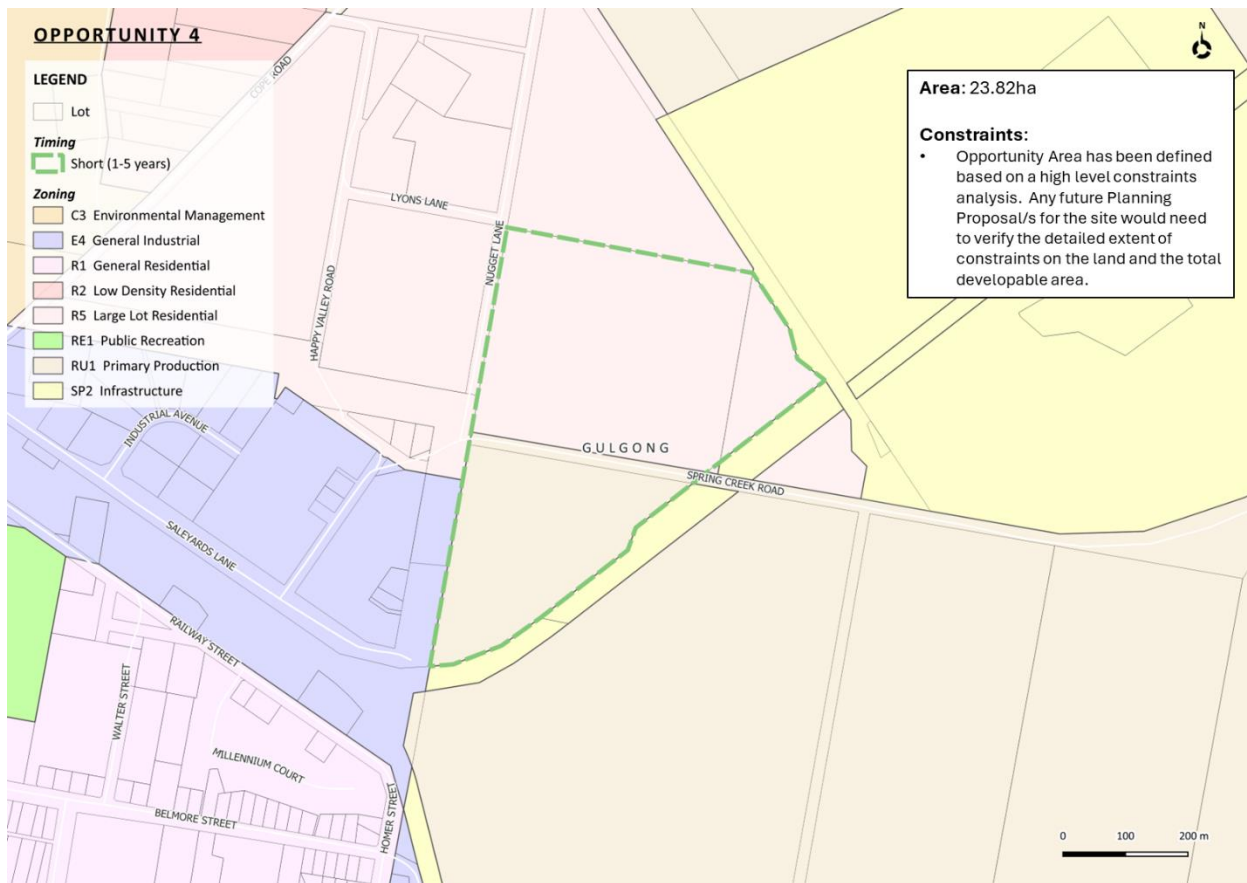 OPPORTUNITY 4
LEGEND
Lot
Timing
Short (1-5 years)
Zoning
C3 Environmental Management
E4 General Industrial
R1 General Residential
R2 Low Density Residential
R5 Large Lot Residential
RE1 Public Recreation
RU1 Primary Production
SP2 Infrastructure
N
Area: 23.82ha
Constraints:
• Opportunity Area has been defined
based on a high level constraints
analysis. Any future Planning
Proposal/s for the site would need
to verify the detailed extent of
constraints on the land and the total
developable area.
COPE ROAD
LYONS LANE
NUGGET LANE
HAPPY VALLEY ROAD
INDUSTRIAL AVENUE
GULGONG
SPRING CREEK ROAD
SALEYARDS LANE
RAILWAY STREET
WALTER STREET
MILLENNIUM COURT
BELMORE STREET
HOMER STREET
0 100 200 m